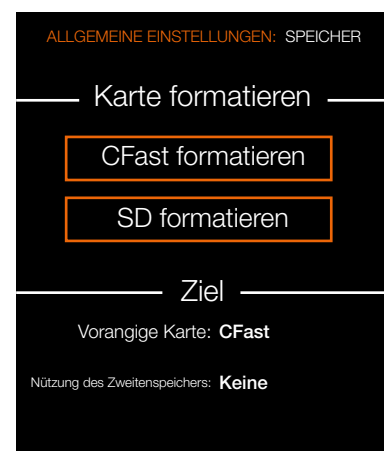 ALLGEMEINE EINSTELLUNGEN: SPEICHER
Karte formatieren
CFast formatieren
SD formatieren
Ziel
Vorangige Karte: CFast
Nützung des Zweitenspeichers: Keine